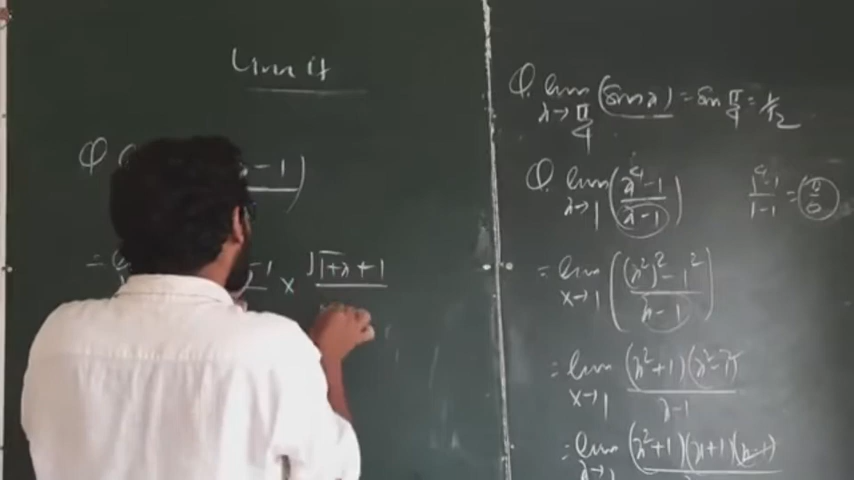 Limit
Q (  - 1)
= -1 × √1+x + 1
Q. lim x→π/4 (sin x) = sin π/4 = 1/√2
Q. lim x→1 (x⁴-1 / x-1) 1⁴-1 / 1-1 = 0/0
= lim x→1 ((x²)² - 1² / x-1)
= lim x→1 (x²+1)(x²-1) / x-1
= lim x→1 (x²+1)(x+1)(x-1)